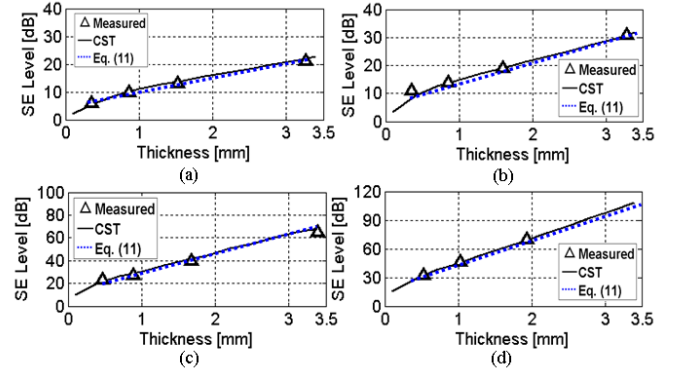 SE Level [dB]
40
30
20
10
0
Measured
CST
Eq. (11)
0 1 2 3 3.5
Thickness [mm]
(a)
SE Level [dB]
40
30
20
10
0
Measured
CST
Eq. (11)
0 1 2 3 3.5
Thickness [mm]
(b)
SE Level [dB]
100
80
60
40
20
0
Measured
CST
Eq. (11)
0 1 2 3 3.5
Thickness [mm]
(c)
SE Level [dB]
120
90
60
30
0
Measured
CST
Eq. (11)
0 1 2 3 3.5
Thickness [mm]
(d)